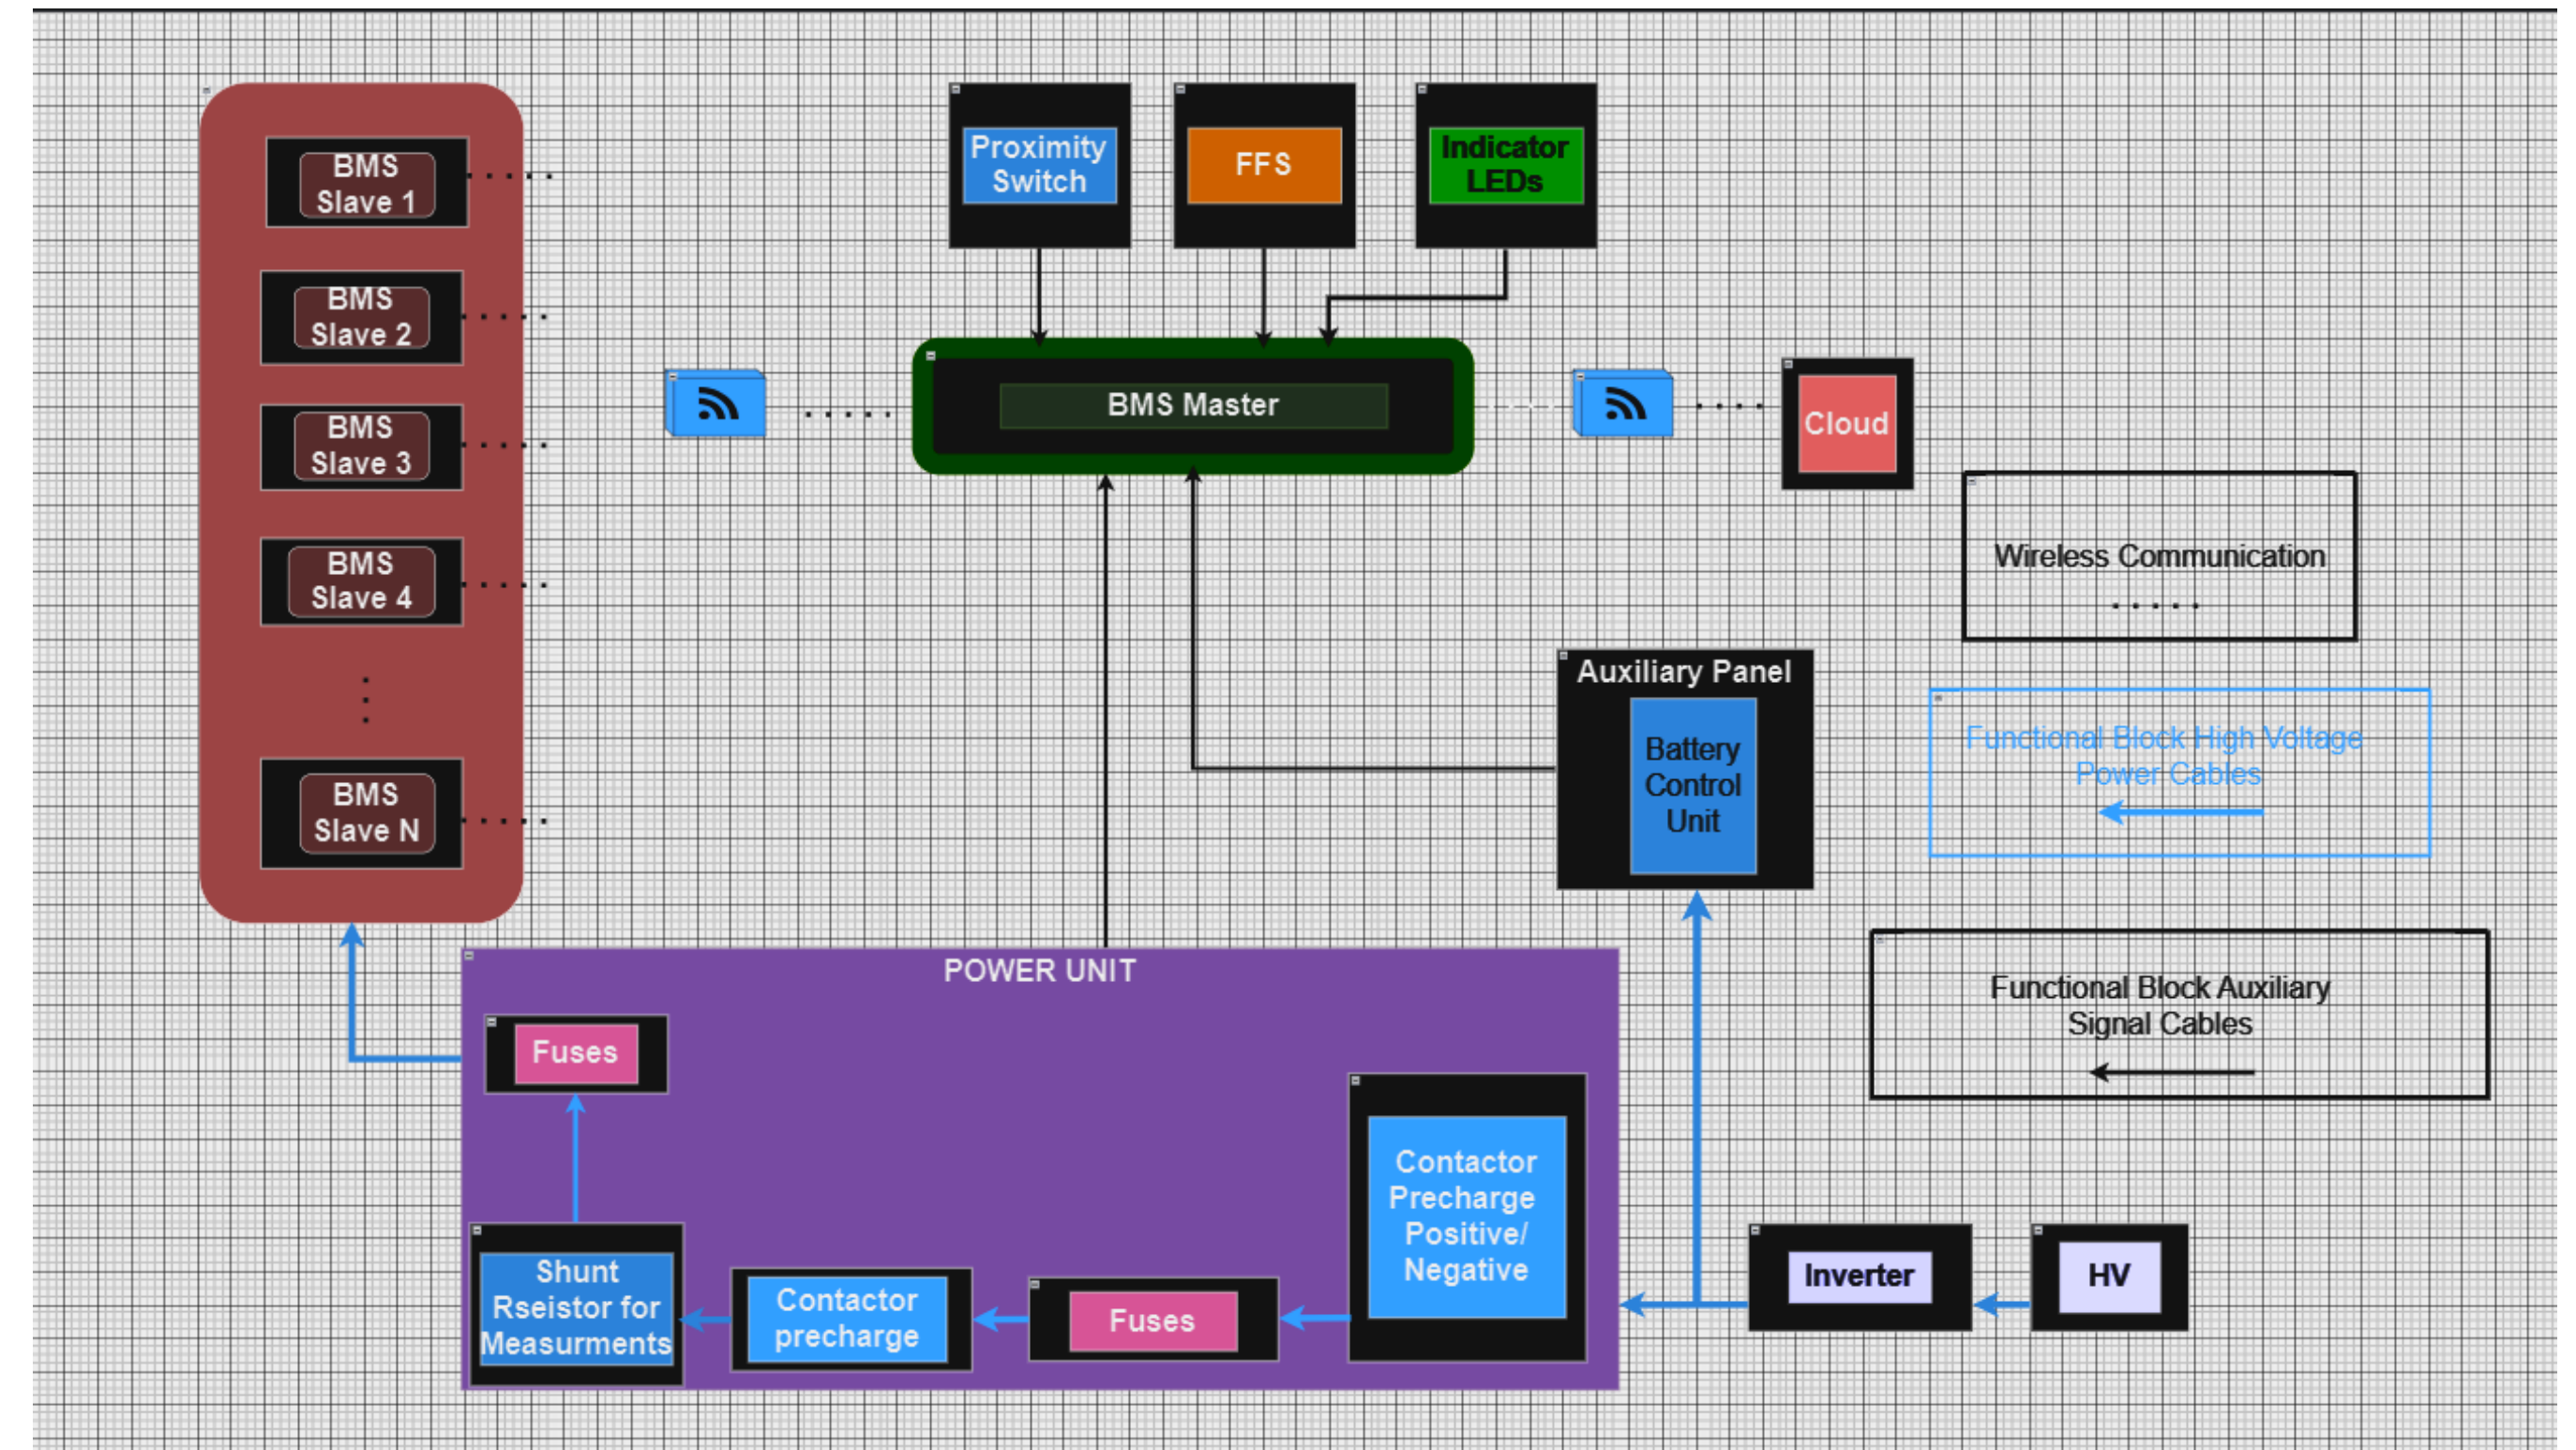 BMS
Slave 1
BMS
Slave 2
BMS
Slave 3
BMS
Slave 4
BMS
Slave N
Proximity
Switch
FFS
Indicator
LEDs
BMS Master
Cloud
Wireless Communication
Auxiliary Panel
Battery
Control
Unit
Functional Block High Voltage
Power Cables
Functional Block Auxiliary
Signal Cables
POWER UNIT
Fuses
Shunt
Rseistor for
Measurments
Contactor
precharge
Fuses
Contactor
Precharge
Positive/
Negative
Inverter
HV